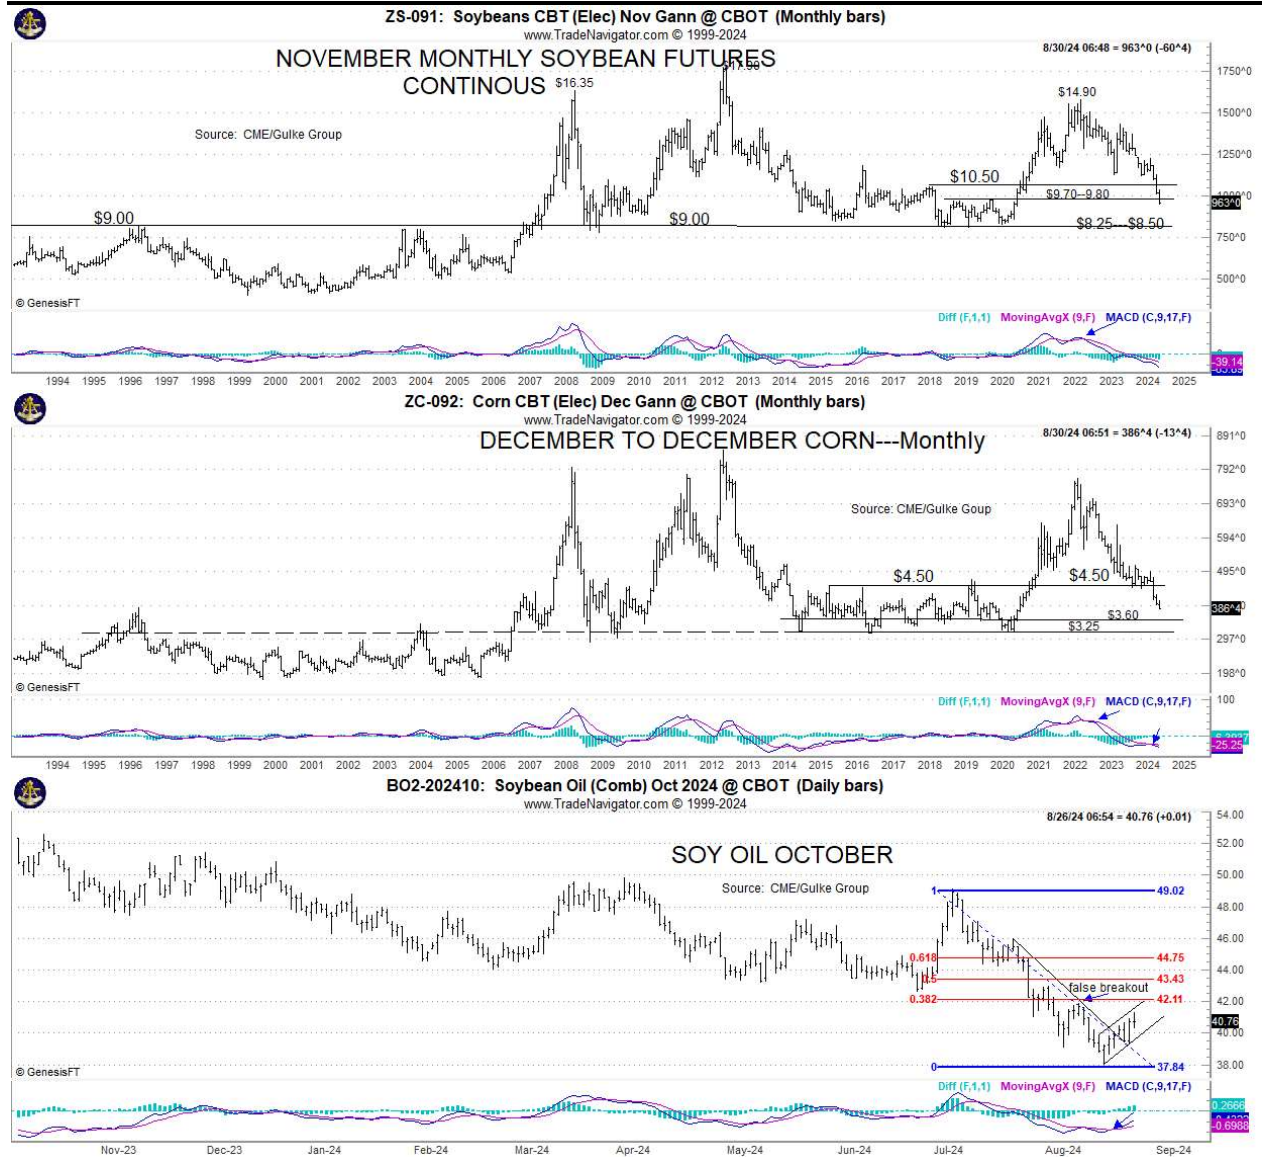 ZS-091: Soybeans CBT (Elec) Nov Gann @ CBOT (Monthly bars)
www.TradeNavigator.com © 1999-2024
8/30/24 06:48 = 963^0 (-60^4)
NOVEMBER MONTHLY SOYBEAN FUTURES
CONTINOUS
$16.35
$14.90
Source: CME/Gulke Group
1750^0
1500^0
1250^0
1000^0
963^0
750^0
500^0
$10.50
$9.70--9.80
$9.00
$9.00
$8.25---$8.50
© GenesisFT
Diff (F,1,1) MovingAvgX (9,F) MACD (C,9,17,F)
-39.14
1994 1995 1996 1997 1998 1999 2000 2001 2002 2003 2004 2005 2006 2007 2008 2009 2010 2011 2012 2013 2014 2015 2016 2017 2018 2019 2020 2021 2022 2023 2024 2025
ZC-092: Corn CBT (Elec) Dec Gann @ CBOT (Monthly bars)
www.TradeNavigator.com © 1999-2024
8/30/24 06:51 = 386^4 (-13^4)
DECEMBER TO DECEMBER CORN---Monthly
Source: CME/Gulke Goup
891^0
792^0
693^0
594^0
495^0
386^4
297^0
198^0
$4.50
$4.50
$3.60
$3.25
© GenesisFT
Diff (F,1,1) MovingAvgX (9,F) MACD (C,9,17,F)
100
-25.25
1994 1995 1996 1997 1998 1999 2000 2001 2002 2003 2004 2005 2006 2007 2008 2009 2010 2011 2012 2013 2014 2015 2016 2017 2018 2019 2020 2021 2022 2023 2024 2025
BO2-202410: Soybean Oil (Comb) Oct 2024 @ CBOT (Daily bars)
www.TradeNavigator.com © 1999-2024
8/26/24 06:54 = 40.76 (+0.01)
SOY OIL OCTOBER
Source: CME/Gulke Group
54.00
52.00
50.00
48.00
46.00
44.00
42.00
40.76
40.00
38.00
1 49.02
0.618 44.75
0.5 43.43
false breakout
0.382 42.11
0 37.84
© GenesisFT
Diff (F,1,1) MovingAvgX (9,F) MACD (C,9,17,F)
0.2666
-0.6988
Nov-23 Dec-23 Jan-24 Feb-24 Mar-24 Apr-24 May-24 Jun-24 Jul-24 Aug-24 Sep-24